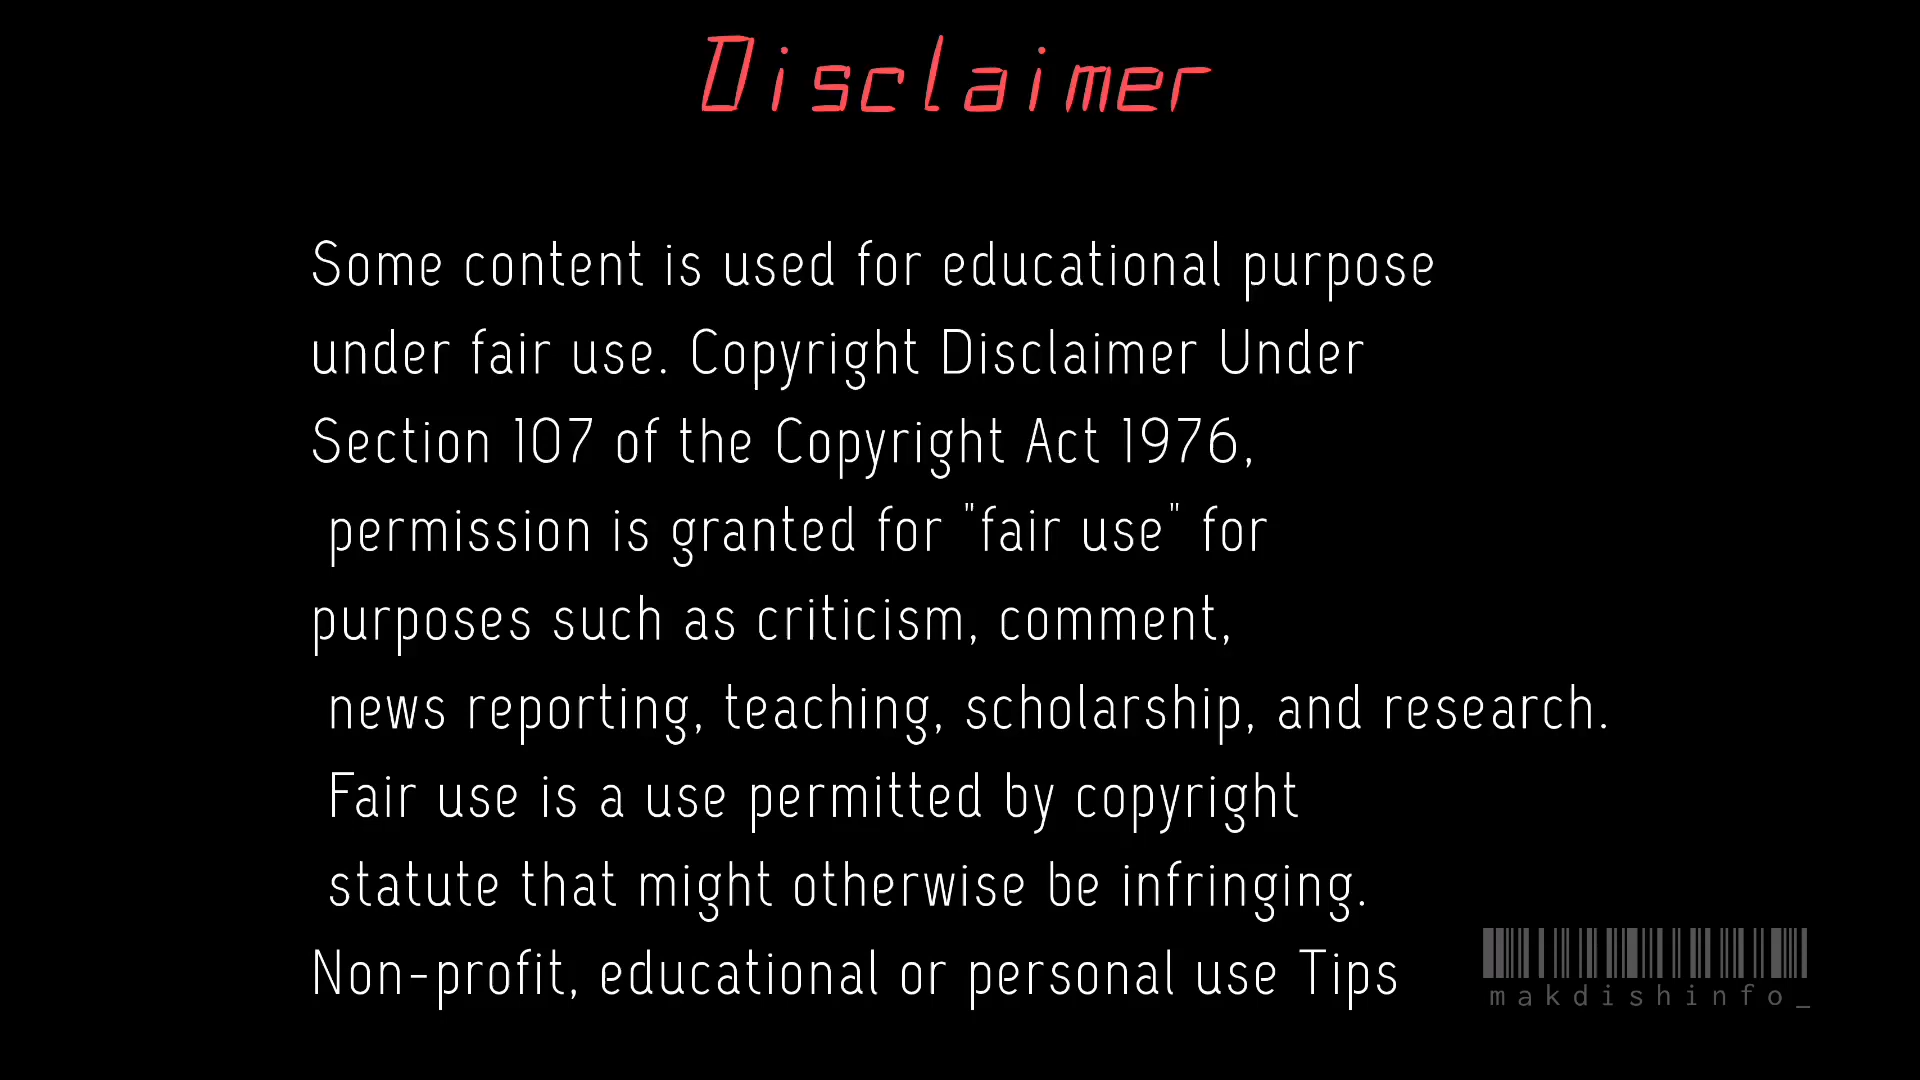 Disclaimer
Some content is used for educational purpose
under fair use. Copyright Disclaimer Under
Section 107 of the Copyright Act 1976,
permission is granted for "fair use" for
purposes such as criticism, comment,
news reporting, teaching, scholarship, and research.
Fair use is a use permitted by copyright
statute that might otherwise be infringing.
Non-profit, educational or personal use Tips
makdishinfo_